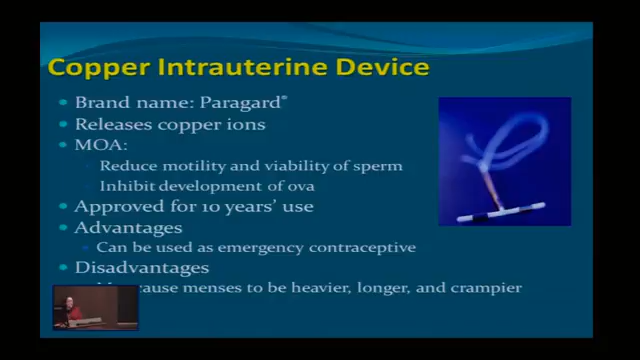 Copper Intrauterine Device
Brand name: Paragard®
Releases copper ions
MOA:
Reduce motility and viability of sperm
Inhibit development of ova
Approved for 10 years' use
Advantages
Can be used as emergency contraceptive
Disadvantages
cause menses to be heavier, longer, and crampier